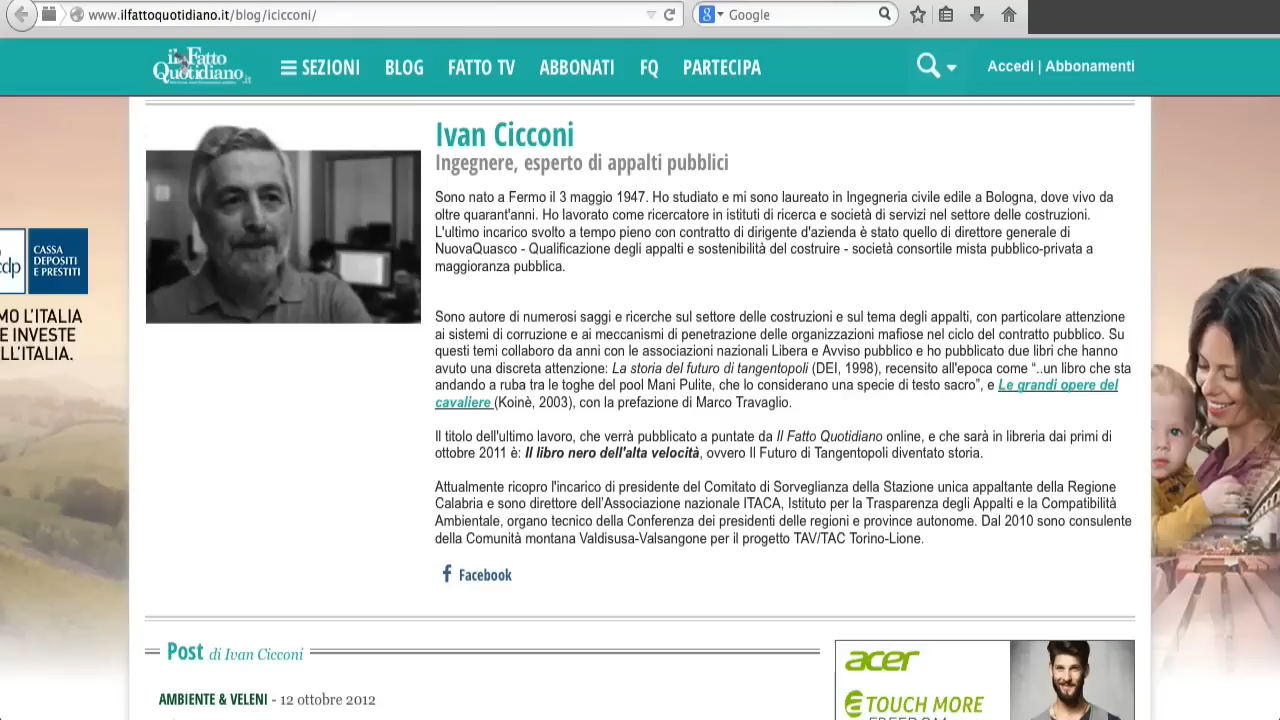 www.ilfattoquotidiano.it/blog/icicconi/
Google
il Fatto
Quotidiano.it
SEZIONI BLOG FATTO TV ABBONATI FQ PARTECIPA
Accedi | Abbonamenti
Ivan Cicconi
Ingegnere, esperto di appalti pubblici
Sono nato a Fermo il 3 maggio 1947. Ho studiato e mi sono laureato in Ingegneria civile edile a Bologna, dove vivo da
oltre quarant'anni. Ho lavorato come ricercatore in istituti di ricerca e società di servizi nel settore delle costruzioni.
L'ultimo incarico svolto a tempo pieno con contratto di dirigente d'azienda è stato quello di direttore generale di
NuovaQuasco - Qualificazione degli appalti e sostenibilità del costruire - società consortile mista pubblico-privata a
maggioranza pubblica.
Sono autore di numerosi saggi e ricerche sul settore delle costruzioni e sul tema degli appalti, con particolare attenzione
ai sistemi di corruzione e ai meccanismi di penetrazione delle organizzazioni mafiose nel ciclo del contratto pubblico. Su
questi temi collaboro da anni con le associazioni nazionali Libera e Avviso pubblico e ho pubblicato due libri che hanno
avuto una discreta attenzione: La storia del futuro di tangentopoli (DEI, 1998), recensito all'epoca come “..un libro che sta
andando a ruba tra le toghe del pool Mani Pulite, che lo considerano una specie di testo sacro”, e Le grandi opere del
cavaliere (Koinè, 2003), con la prefazione di Marco Travaglio.
Il titolo dell'ultimo lavoro, che verrà pubblicato a puntate da Il Fatto Quotidiano online, e che sarà in libreria dai primi di
ottobre 2011 è: Il libro nero dell'alta velocità, ovvero Il Futuro di Tangentopoli diventato storia.
Attualmente ricopro l'incarico di presidente del Comitato di Sorveglianza della Stazione unica appaltante della Regione
Calabria e sono direttore dell’Associazione nazionale ITACA, Istituto per la Trasparenza degli Appalti e la Compatibilità
Ambientale, organo tecnico della Conferenza dei presidenti delle regioni e province autonome. Dal 2010 sono consulente
della Comunità montana Valdisusa-Valsangone per il progetto TAV/TAC Torino-Lione.
Facebook
cdp
CASSA
DEPOSITI
E PRESTITI
MO L'ITALIA
E INVESTE
LL'ITALIA.
Post di Ivan Cicconi
AMBIENTE & VELENI - 12 ottobre 2012
acer
TOUCH MORE
FREEDOM